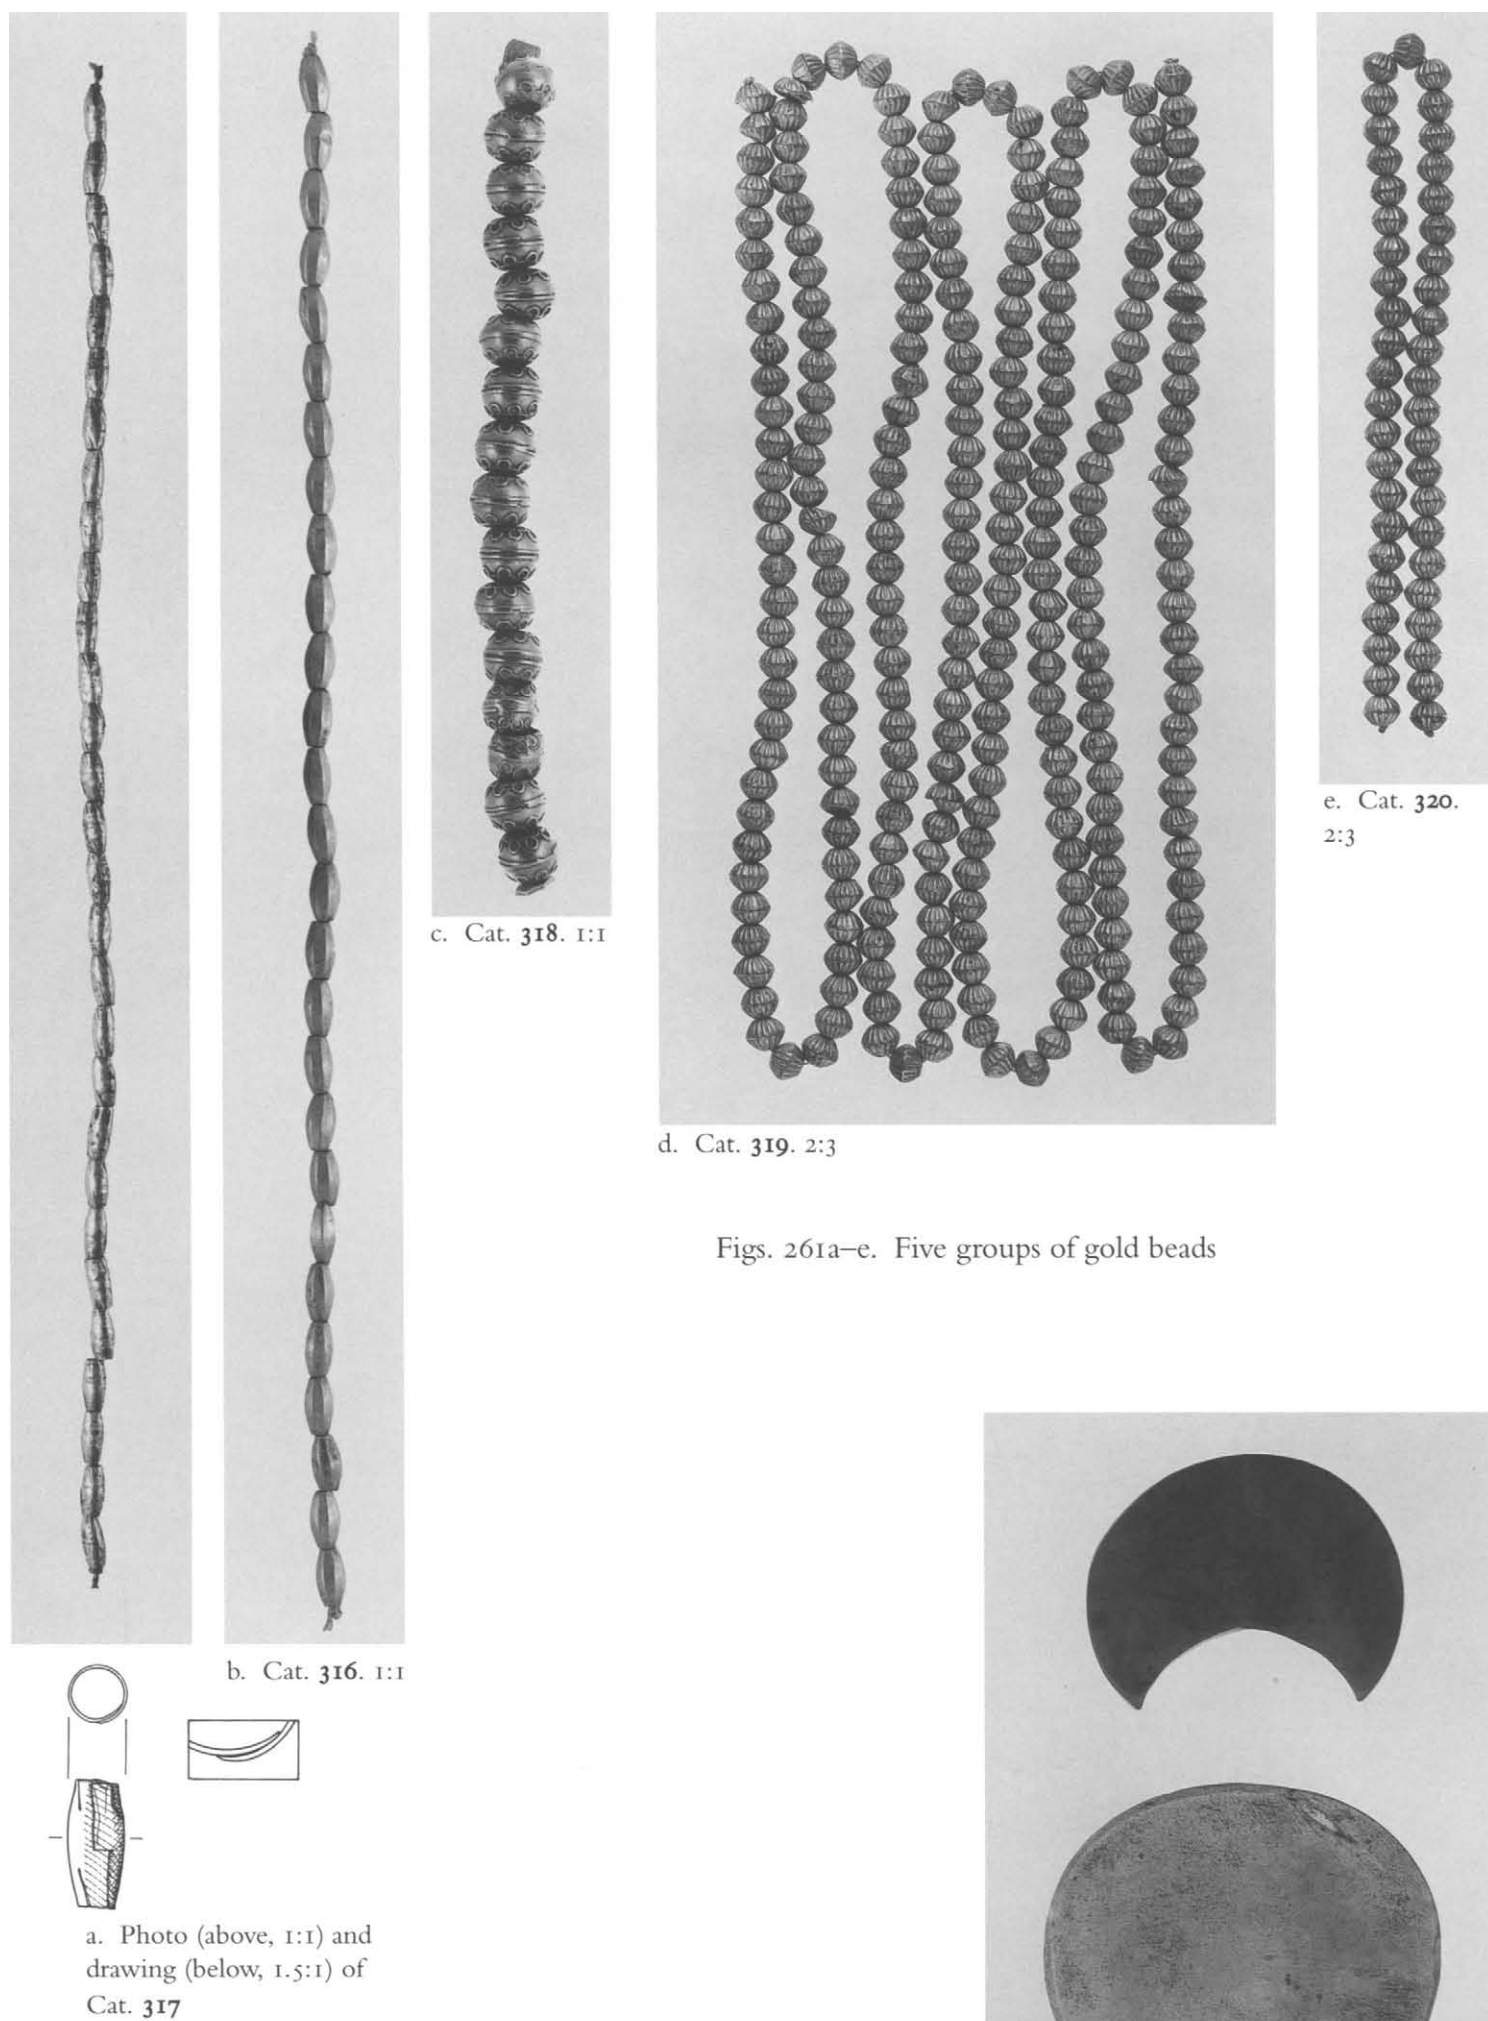 e. Cat. 320.
2:3
c. Cat. 318. 1:1
d. Cat. 319. 2:3
Figs. 261a–e. Five groups of gold beads
b. Cat. 316. 1:1
a. Photo (above, 1:1) and
drawing (below, 1.5:1) of
Cat. 317